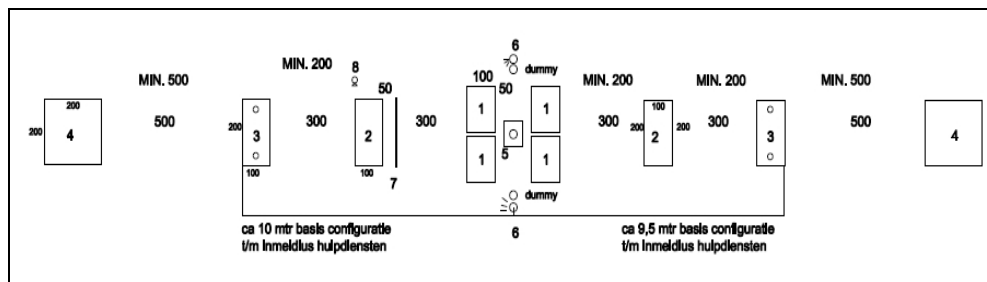 6
MIN. 200 8 dummy
MIN. 500 50 100 MIN. 200 MIN. 200 MIN. 500
50
200 1 1 100
200 4 500 200 3 300 2 300 300 200 2 200 300 3 500 4
1 5 1
100 100 7
dummy
6
ca 10 mtr basis configuratie
t/m Inmeldlus hulpdiensten
ca 9,5 mtr basis configuratie
t/m Inmeldlus hulpdiensten